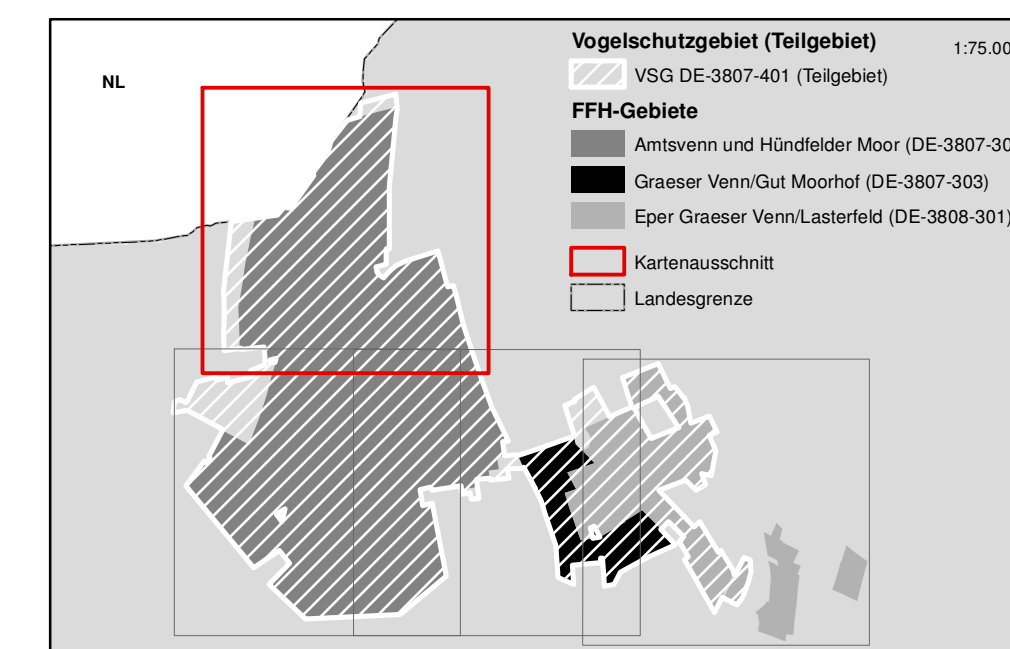 Vogelschutzgebiet (Teilgebiet)
1:75.00
NL
VSG DE-3807-401 (Teilgebiet)
FFH-Gebiete
Amtsvenn und Hündfelder Moor (DE-3807-30
Graeser Venn/Gut Moorhof (DE-3807-303)
Eper Graeser Venn/Lasterfeld (DE-3808-301)
Kartenausschnitt
Landesgrenze